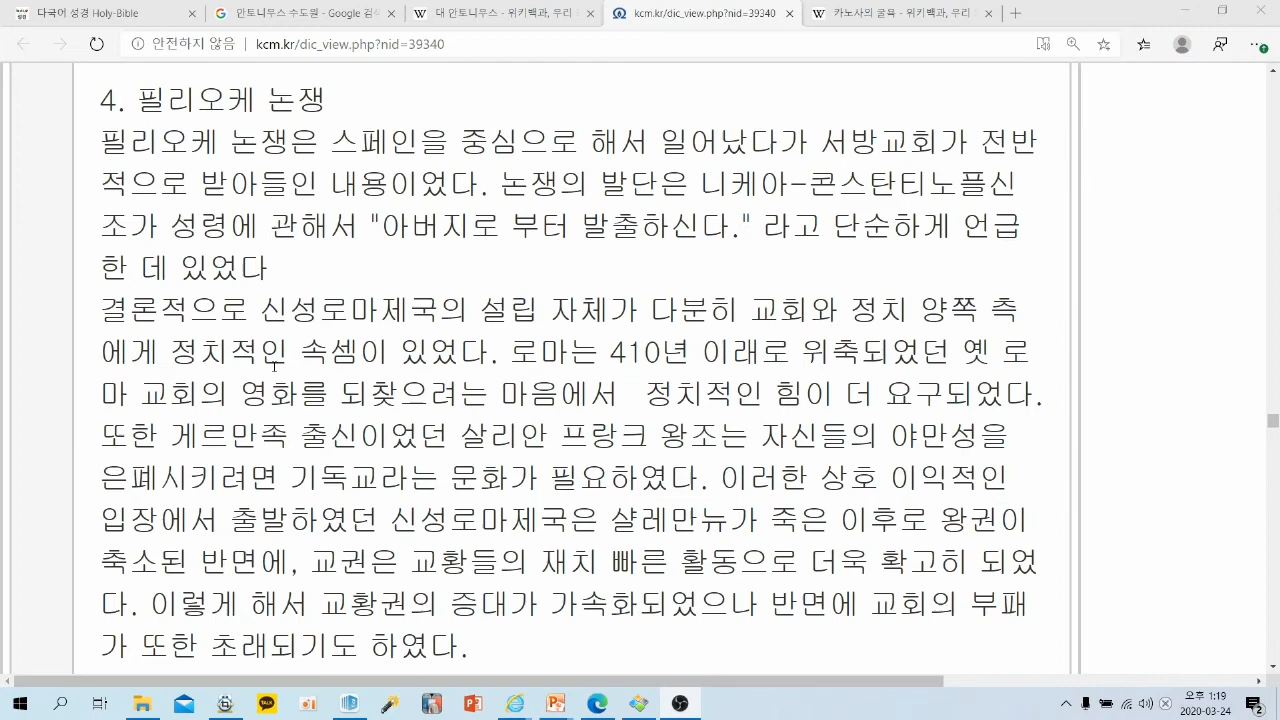 다국어 성경 Holy-Bible
안토니우스 수도원 - Google 검색
대 안토니우스 - 위키백과, 우리 
kcm.kr/dic_view.php?nid=39340
카노사의 굴욕 - 위키백과, 우리 
안전하지 않음
kcm.kr/dic_view.php?nid=39340
4. 필리오케 논쟁
필리오케 논쟁은 스페인을 중심으로 해서 일어났다가 서방교회가 전반
적으로 받아들인 내용이었다. 논쟁의 발단은 니케아-콘스탄티노플신
조가 성령에 관해서 "아버지로 부터 발출하신다." 라고 단순하게 언급
한 데 있었다
결론적으로 신성로마제국의 설립 자체가 다분히 교회와 정치 양쪽 측
에게 정치적인 속셈이 있었다. 로마는 410년 이래로 위축되었던 옛 로
마 교회의 영화를 되찾으려는 마음에서 정치적인 힘이 더 요구되었다.
또한 게르만족 출신이었던 살리안 프랑크 왕조는 자신들의 야만성을
은폐시키려면 기독교라는 문화가 필요하였다. 이러한 상호 이익적인
입장에서 출발하였던 신성로마제국은 샬레만뉴가 죽은 이후로 왕권이
축소된 반면에, 교권은 교황들의 재치 빠른 활동으로 더욱 확고히 되었
다. 이렇게 해서 교황권의 증대가 가속화되었으나 반면에 교회의 부패
가 또한 초래되기도 하였다.
오후 1:19
2020-03-24